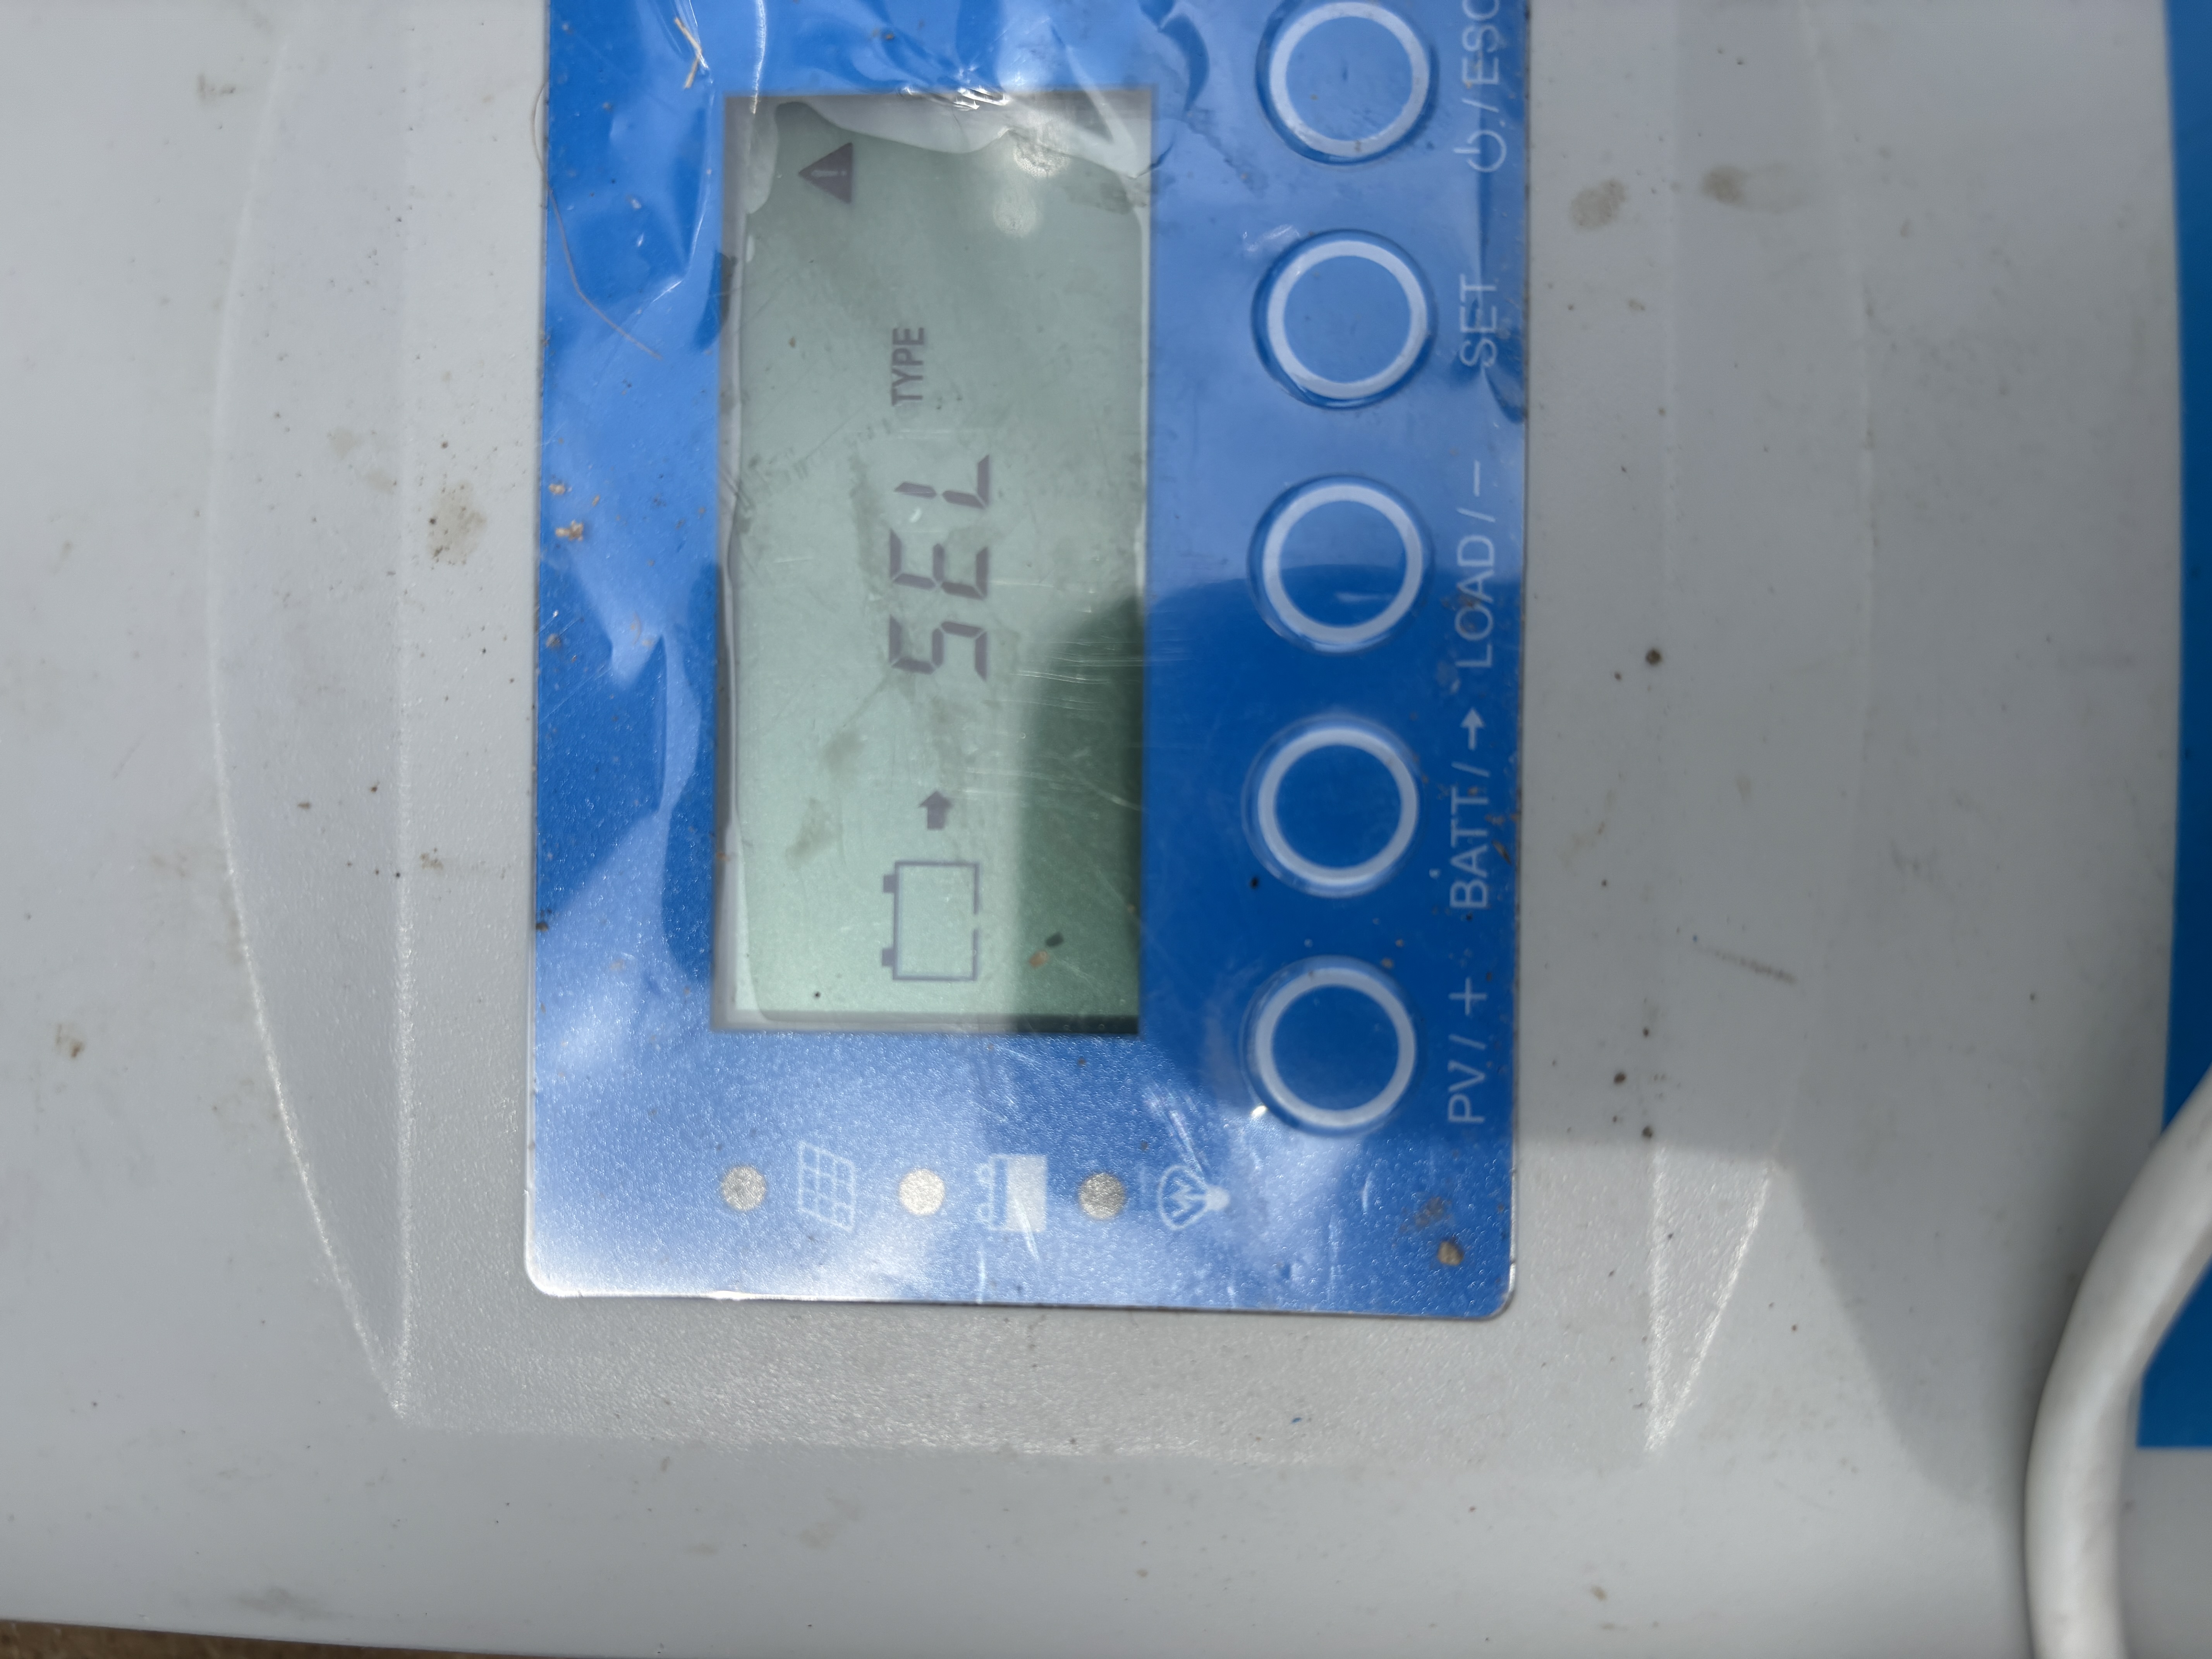 SEL TYPE
PV/+ BATT/→ LOAD/− SET ⏻/ESC